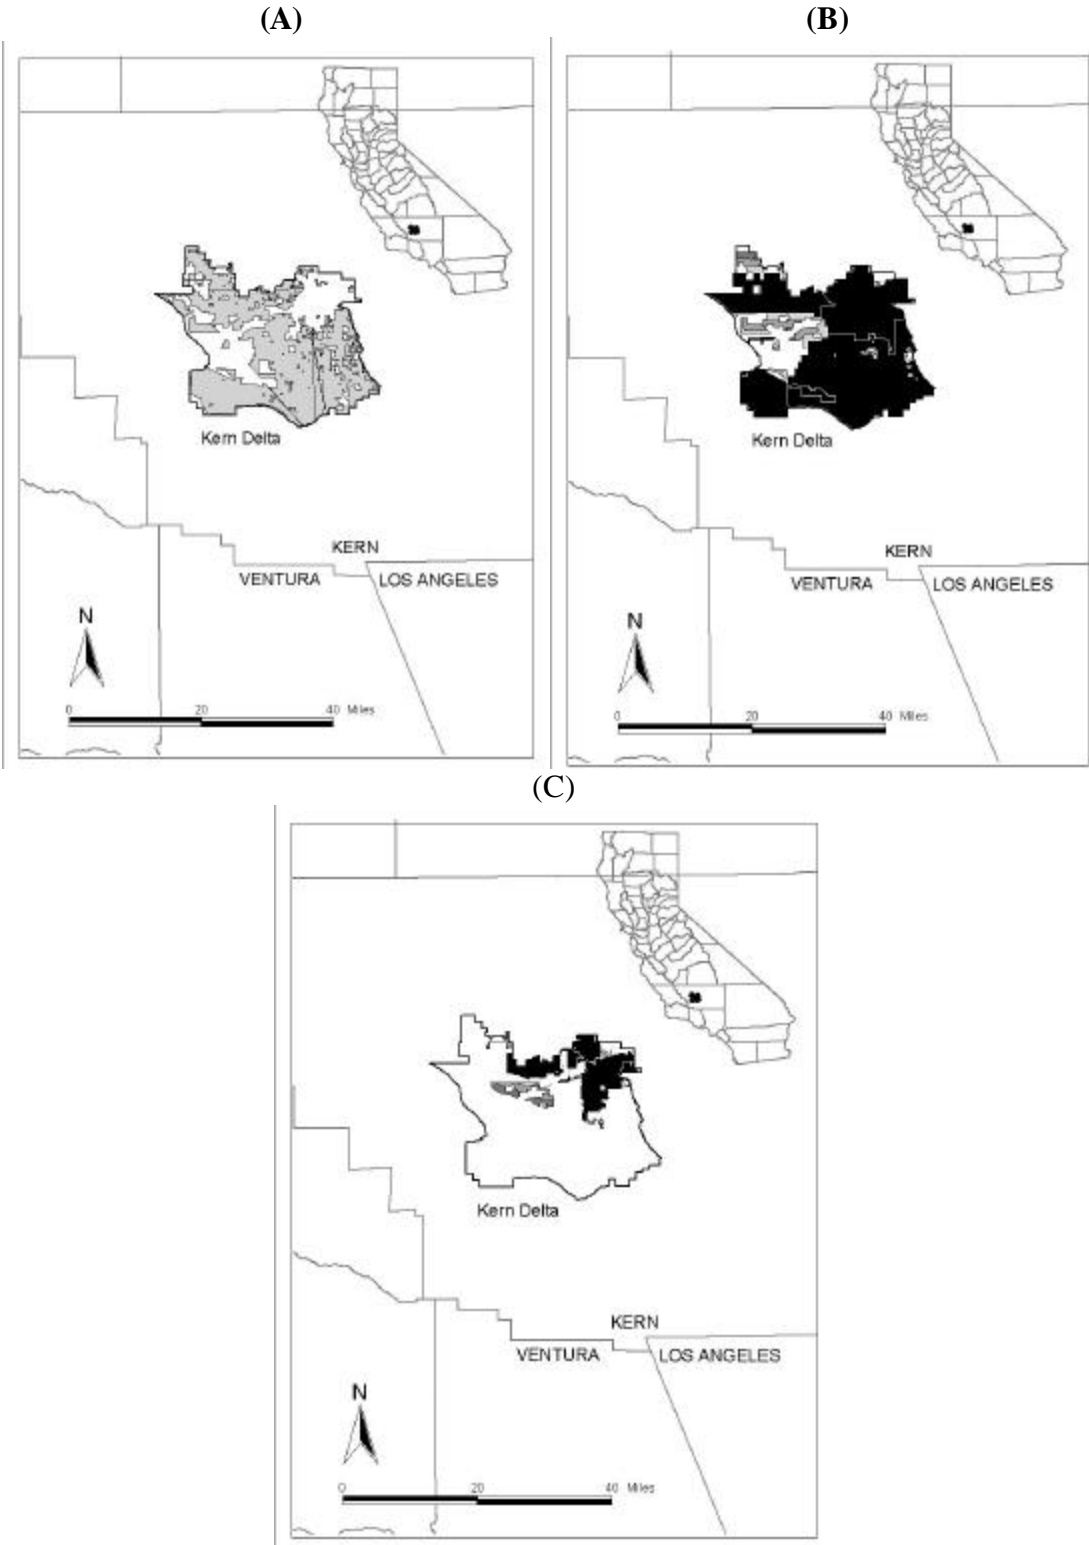 (A)
(B)
Kern Delta
KERN
VENTURA
LOS ANGELES
N
0 20 40 Miles
Kern Delta
KERN
VENTURA
LOS ANGELES
N
0 20 40 Miles
(C)
Kern Delta
KERN
VENTURA
LOS ANGELES
N
0 20 40 Miles